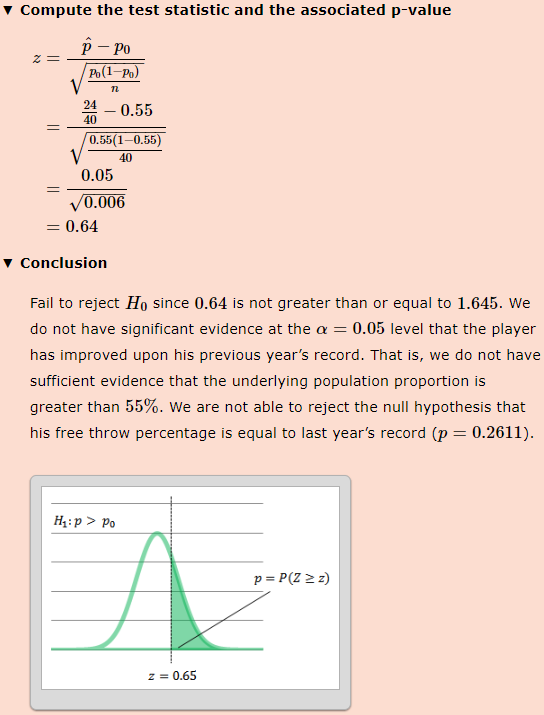 ▼ Compute the test statistic and the associated p-value
z = (p̂ − p₀) / √(p₀(1−p₀)/n)
= (24/40 − 0.55) / √(0.55(1−0.55)/40)
= 0.05 / √0.006
= 0.64
▼ Conclusion
Fail to reject H₀ since 0.64 is not greater than or equal to 1.645. We
do not have significant evidence at the α = 0.05 level that the player
has improved upon his previous year’s record. That is, we do not have
sufficient evidence that the underlying population proportion is
greater than 55%. We are not able to reject the null hypothesis that
his free throw percentage is equal to last year’s record (p = 0.2611).
H₁: p > p₀
p = P(Z ≥ z)
z = 0.65